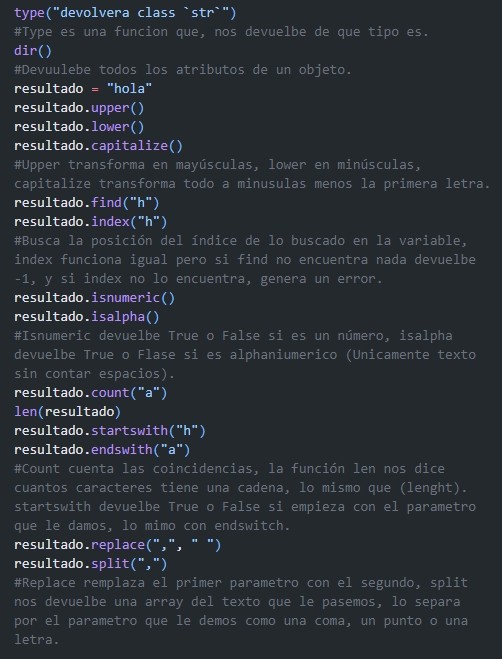 type("devolvera class `str`")
#Type es una funcion que, nos devuelbe de que tipo es.
dir()
#Devuulebe todos los atributos de un objeto.
resultado = "hola"
resultado.upper()
resultado.lower()
resultado.capitalize()
#Upper transforma en mayúsculas, lower en minúsculas,
capitalize transforma todo a minusulas menos la primera letra.
resultado.find("h")
resultado.index("h")
#Busca la posición del índice de lo buscado en la variable,
index funciona igual pero si find no encuentra nada devuelbe
-1, y si index no lo encuentra, genera un error.
resultado.isnumeric()
resultado.isalpha()
#Isnumeric devuelbe True o False si es un número, isalpha
devuelbe True o Flase si es alphaniumerico (Unicamente texto
sin contar espacios).
resultado.count("a")
len(resultado)
resultado.startswith("h")
resultado.endswith("a")
#Count cuenta las coincidencias, la función len nos dice
cuantos caracteres tiene una cadena, lo mismo que (lenght).
startswith devuelbe True o False si empieza con el parametro
que le damos, lo mimo con endswitch.
resultado.replace(",", " ")
resultado.split(",")
#Replace remplaza el primer parametro con el segundo, split
nos devuelbe una array del texto que le pasemos, lo separa
por el parametro que le demos como una coma, un punto o una
letra.